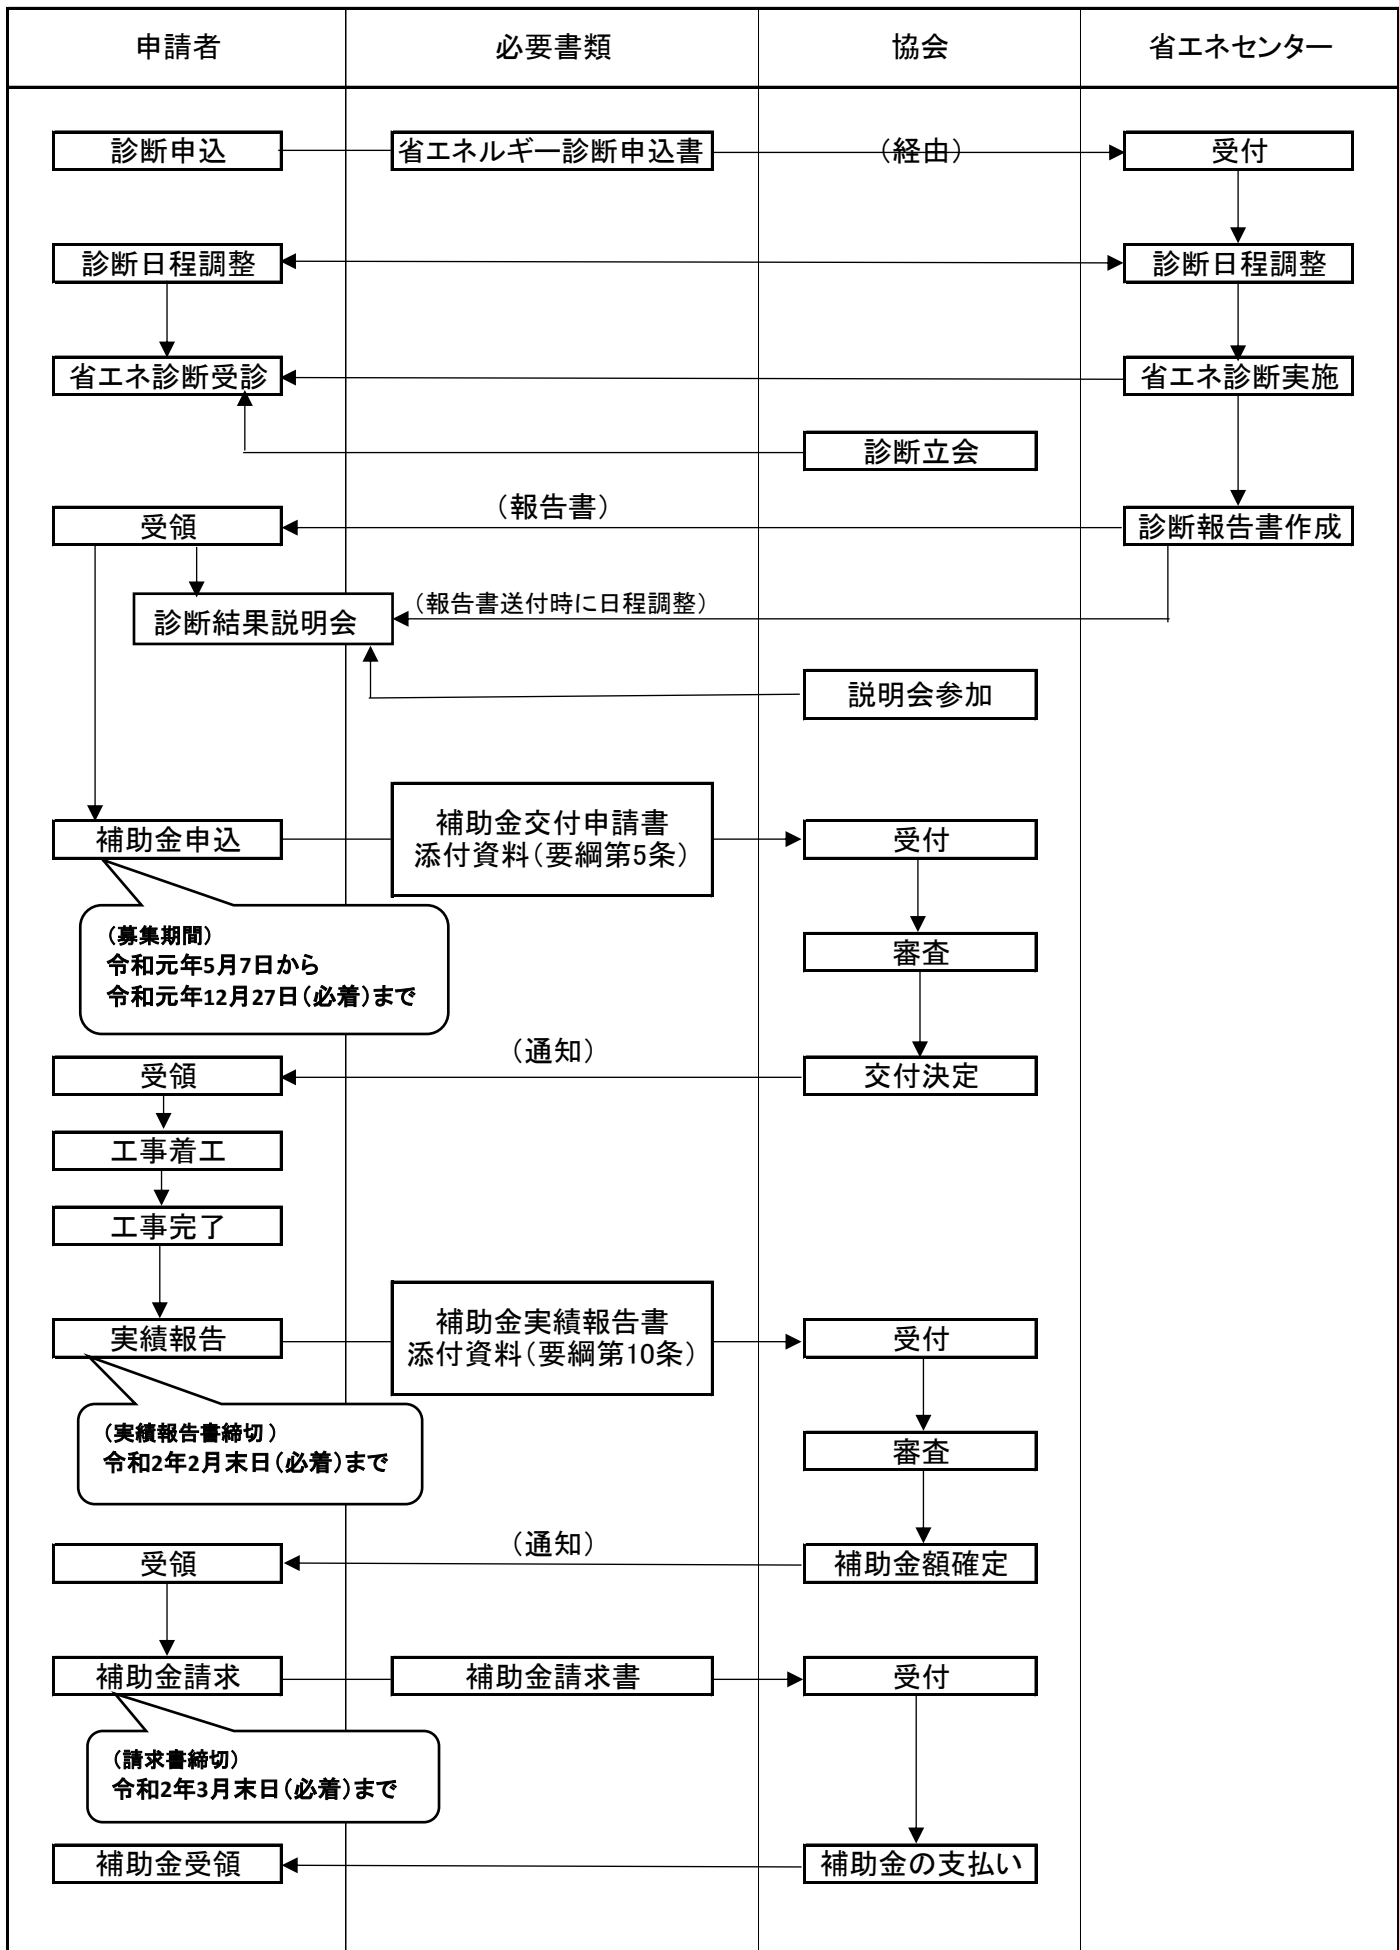 申請者
必要書類
協会
省エネセンター
診断申込
省エネルギー診断申込書
（経由）
受付
診断日程調整
診断日程調整
省エネ診断受診
省エネ診断実施
診断立会
（報告書）
受領
診断報告書作成
（報告書送付時に日程調整）
診断結果説明会
説明会参加
補助金申込
補助金交付申請書
添付資料（要綱第5条）
受付
（募集期間）
令和元年5月7日から
令和元年12月27日（必着）まで
審査
（通知）
受領
交付決定
工事着工
工事完了
実績報告
補助金実績報告書
添付資料（要綱第10条）
受付
（実績報告書締切）
令和2年2月末日（必着）まで
審査
（通知）
受領
補助金額確定
補助金請求
補助金請求書
受付
（請求書締切）
令和2年3月末日（必着）まで
補助金受領
補助金の支払い